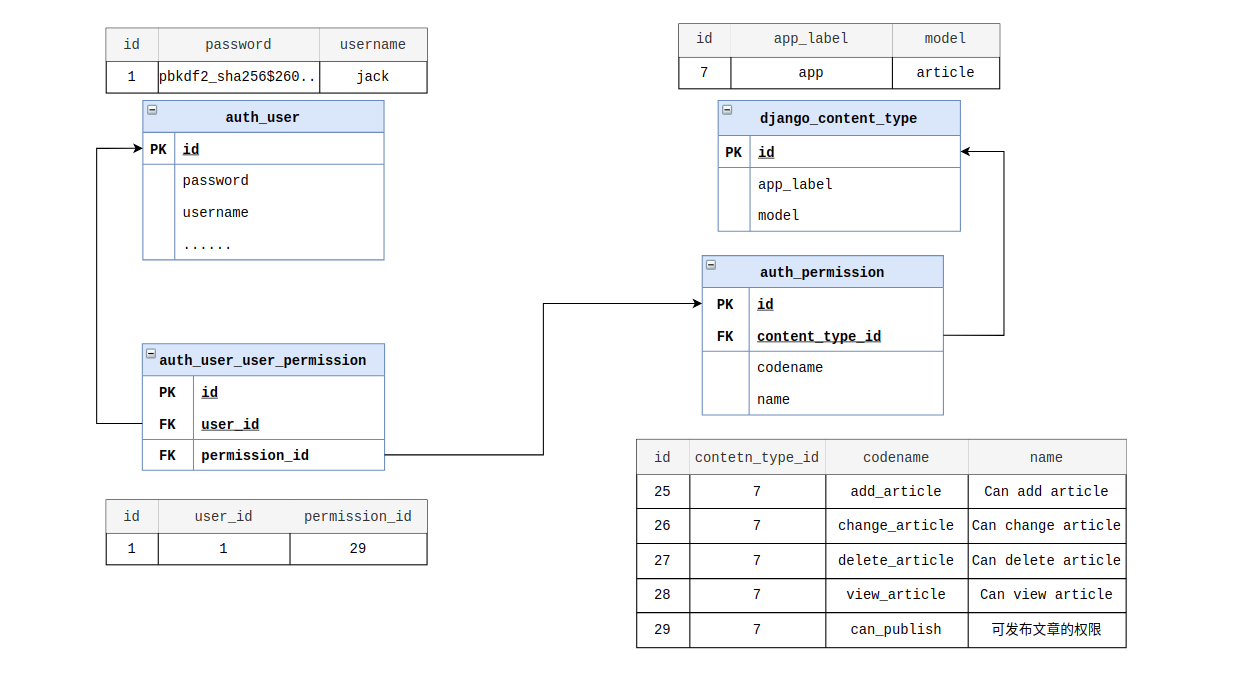 id password username
1 pbkdf2_sha256$260.. jack
auth_user
PK id
password
username
......
auth_user_user_permission
PK id
FK user_id
FK permission_id
id user_id permission_id
1 1 29
id app_label model
7 app article
django_content_type
PK id
app_label
model
auth_permission
PK id
FK content_type_id
codename
name
id contetn_type_id codename name
25 7 add_article Can add article
26 7 change_article Can change article
27 7 delete_article Can delete article
28 7 view_article Can view article
29 7 can_publish 可发布文章的权限